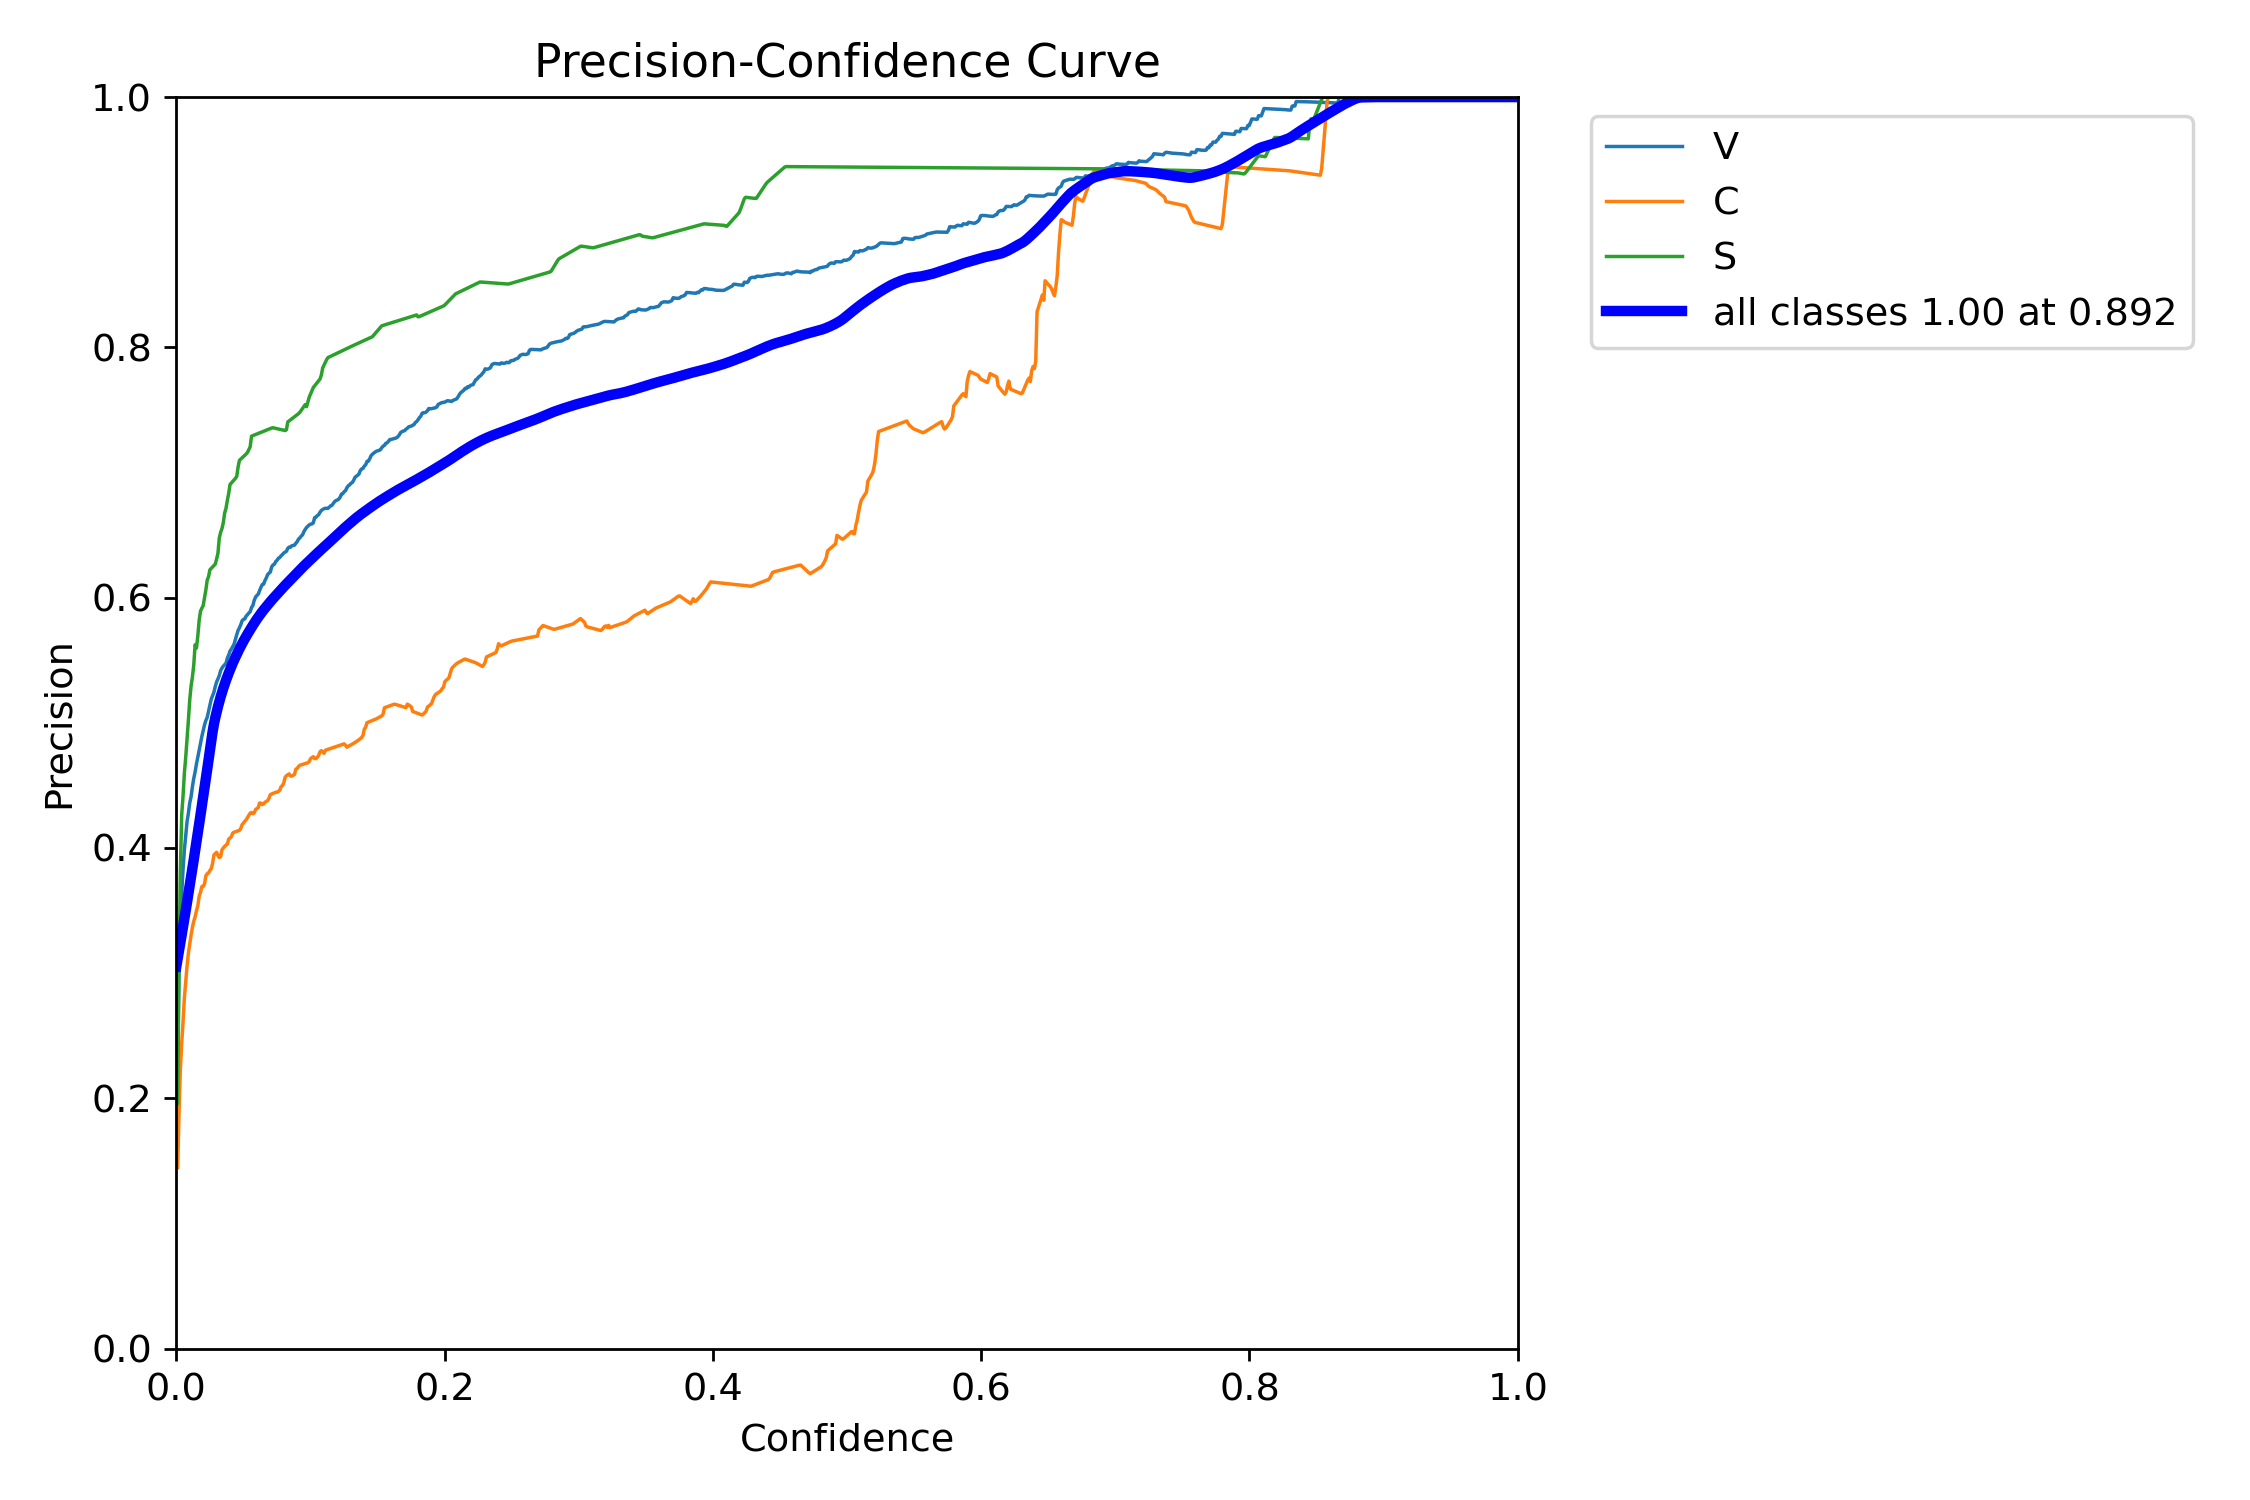 Precision-Confidence Curve
1.0
0.8
0.6
0.4
0.2
0.0
Precision
0.0 0.2 0.4 0.6 0.8 1.0
Confidence
V
C
S
all classes 1.00 at 0.892